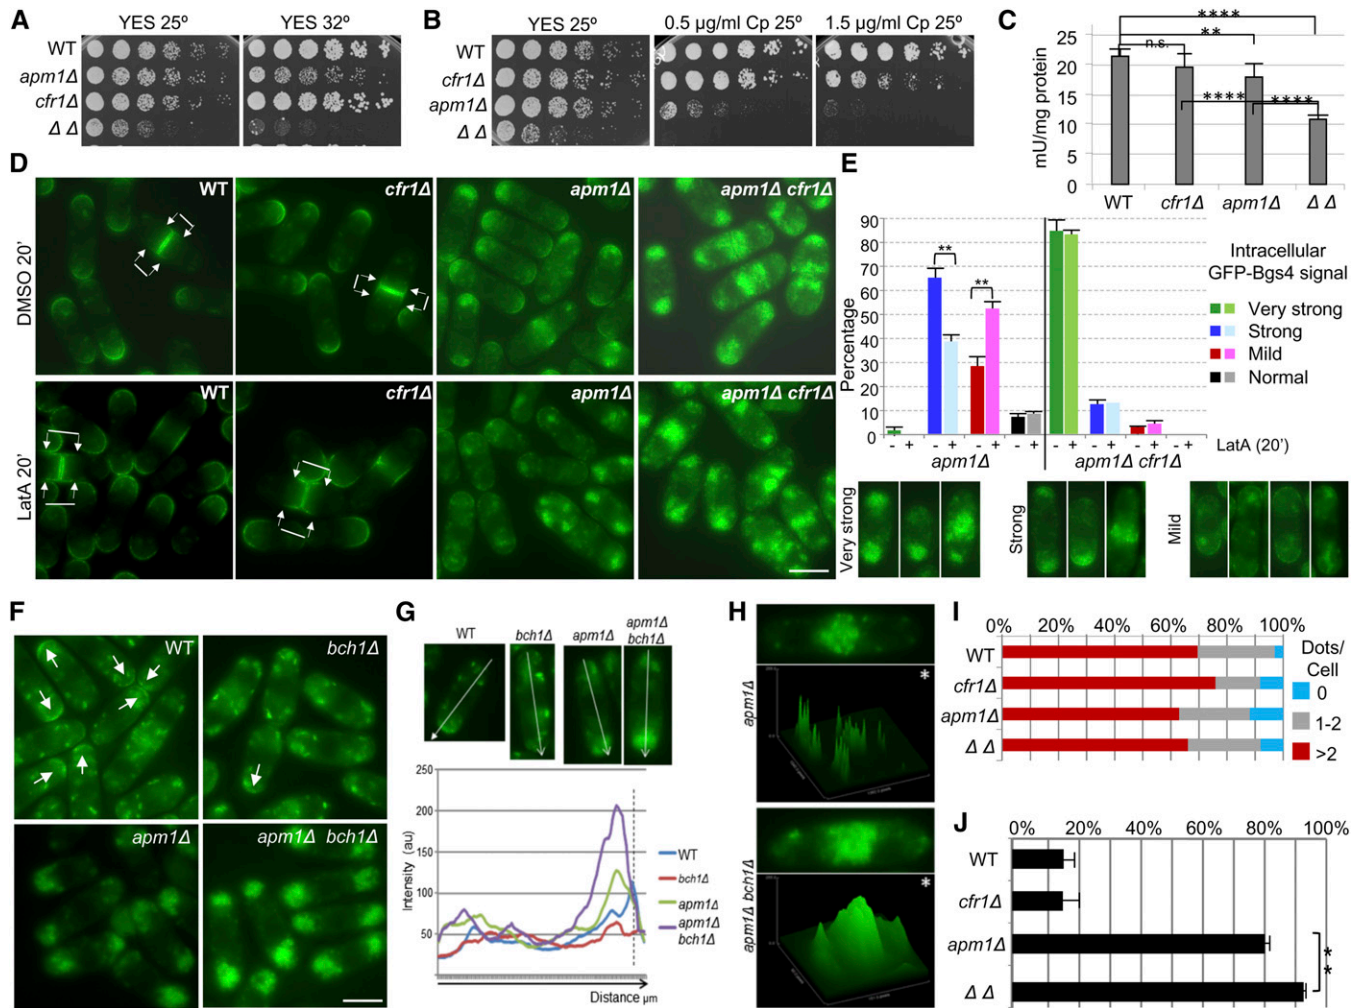 A
YES 25º YES 32º
WT
apm1Δ
cfr1Δ
Δ Δ
B
YES 25º 0.5 µg/ml Cp 25º 1.5 µg/ml Cp 25º
WT
cfr1Δ
apm1Δ
Δ Δ
C
mU/mg protein
25
20
15
10
5
0
****
**
n.s.
**** ****
WT cfr1Δ apm1Δ Δ Δ
D
DMSO 20'
WT cfr1Δ apm1Δ apm1Δ cfr1Δ
LatA 20'
WT cfr1Δ apm1Δ apm1Δ cfr1Δ
E
Percentage
90
80
70
60
50
40
30
20
10
0
** **
- + - + - + - + - + - + - + - + LatA (20')
apm1Δ apm1Δ cfr1Δ
Intracellular
GFP-Bgs4 signal
Very strong
Strong
Mild
Normal
Very strong Strong Mild
F
WT bch1Δ
apm1Δ apm1Δ bch1Δ
G
WT bch1Δ apm1Δ apm1Δ
bch1Δ
Intensity (au)
250
200
150
100
50
WT
bch1Δ
apm1Δ
apm1Δ
bch1Δ
Distance µm
H
apm1Δ
*
apm1Δ bch1Δ
*
I
0% 20% 40% 60% 80% 100%
WT
cfr1Δ
apm1Δ
Δ Δ
Dots/
Cell
0
1-2
>2
J
0% 20% 40% 60% 80% 100%
WT
cfr1Δ
apm1Δ
Δ Δ
**